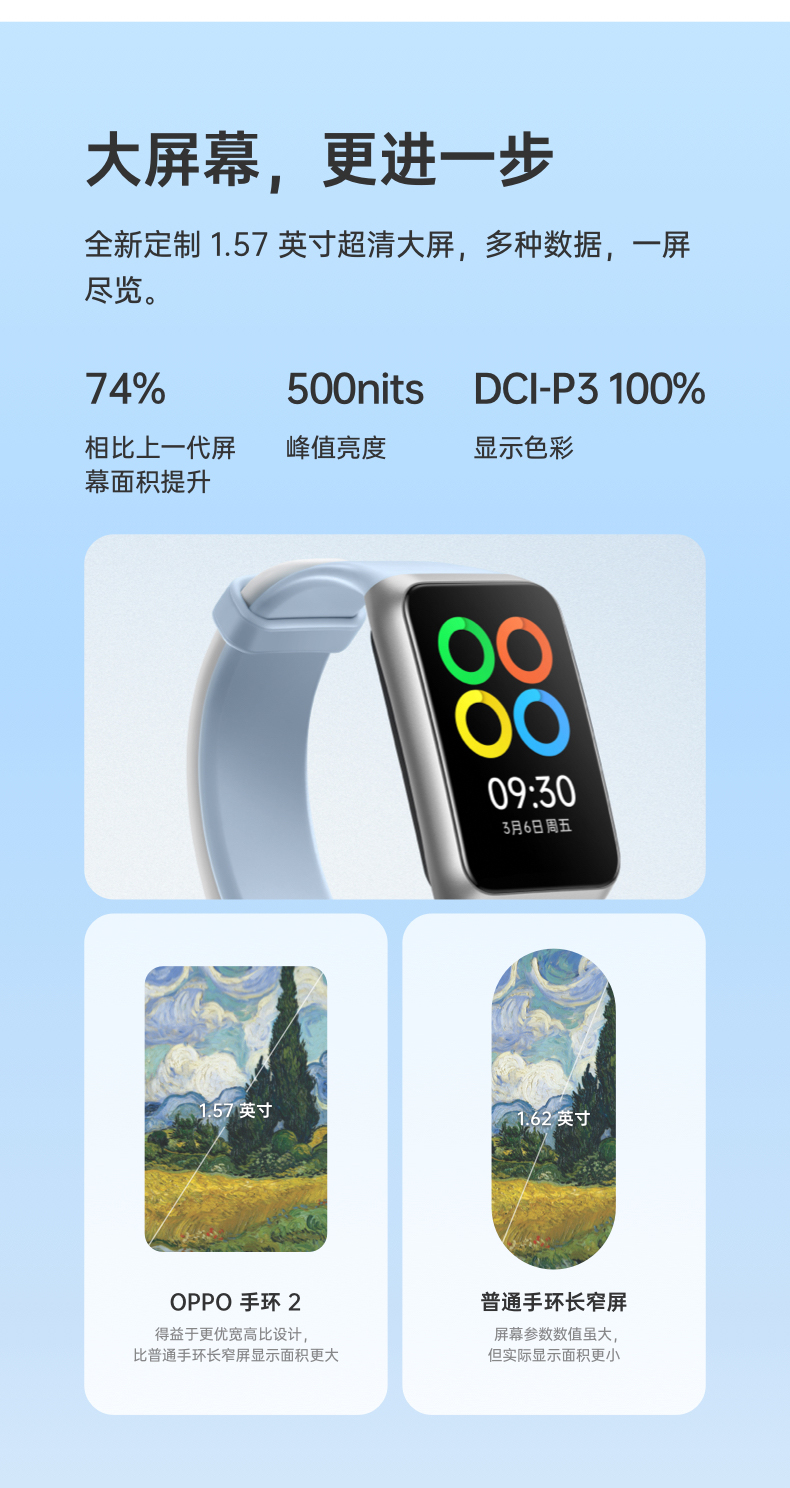 大屏幕，更进一步
全新定制 1.57 英寸超清大屏，多种数据，一屏
尽览。
74%
相比上一代屏
幕面积提升
500nits
峰值亮度
DCI-P3 100%
显示色彩
09:30
3月6日周五
1.57 英寸
OPPO 手环 2
得益于更优宽高比设计，
比普通手环长窄屏显示面积更大
1.62 英寸
普通手环长窄屏
屏幕参数数值虽大，
但实际显示面积更小